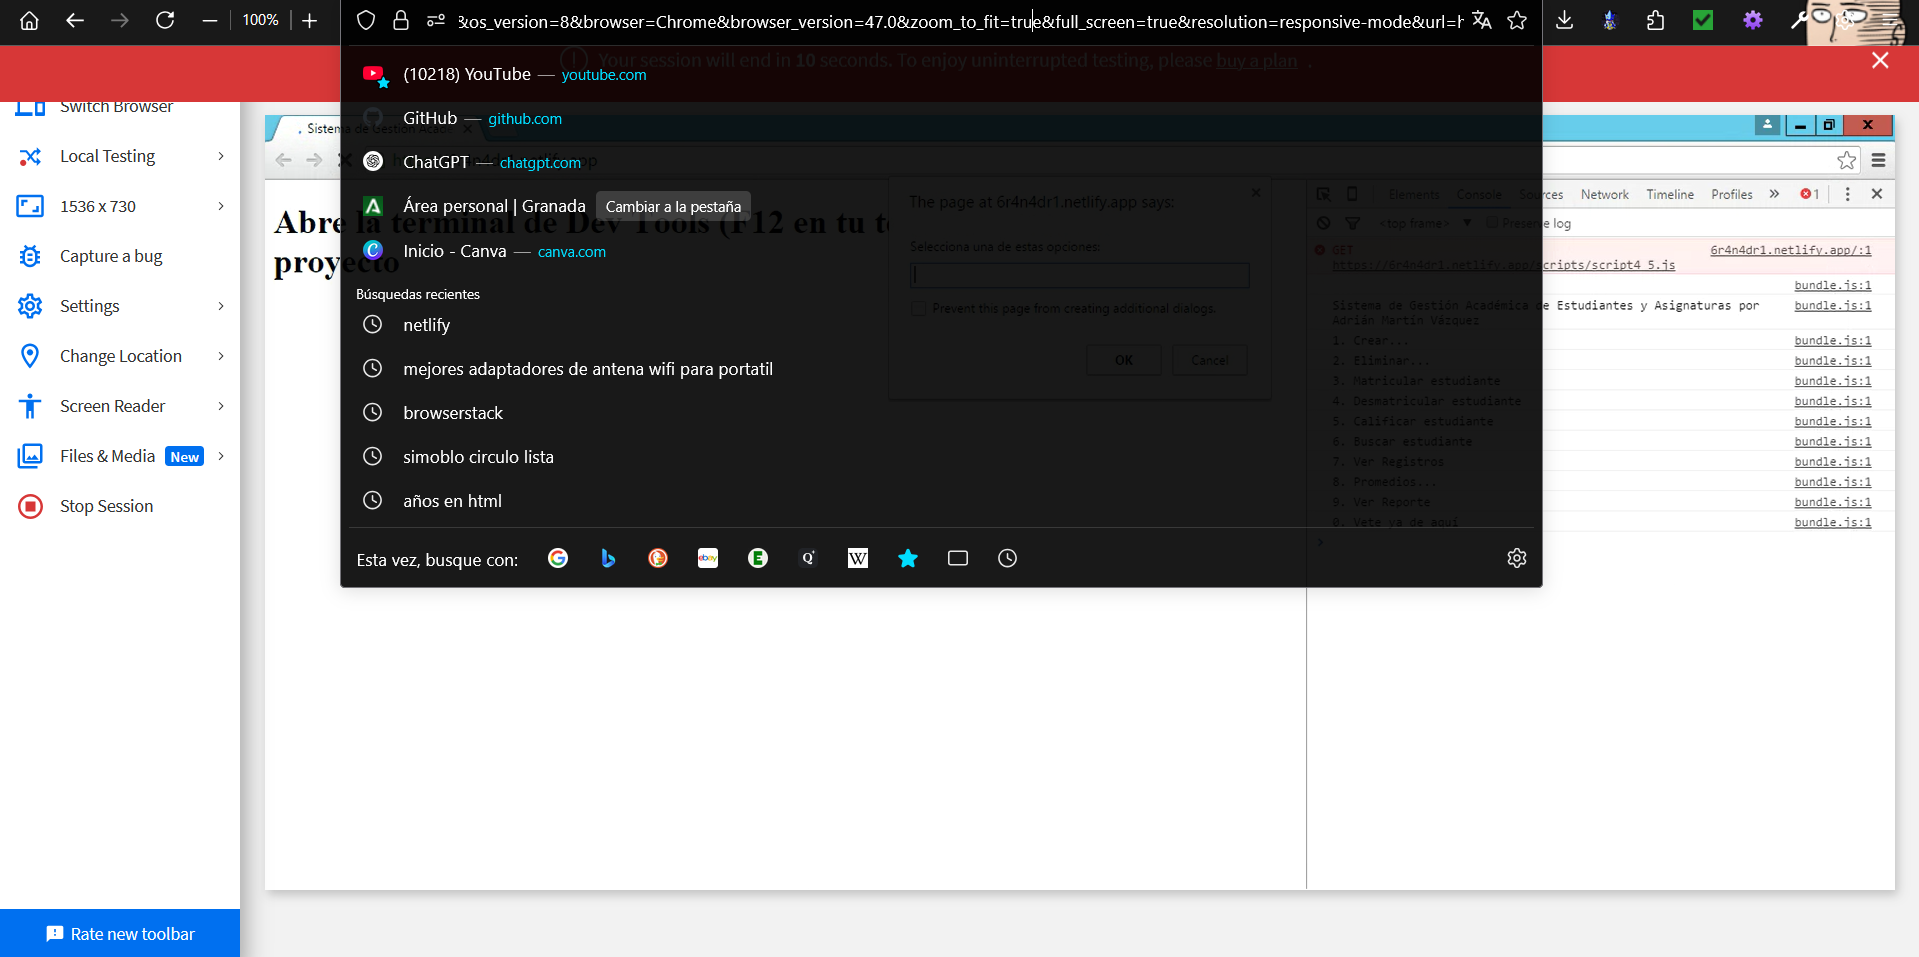 100%
&os_version=8&browser=Chrome&browser_version=47.0&zoom_to_fit=true&full_screen=true&resolution=responsive-mode&url=h
Your session will end in 10 seconds. To enjoy uninterrupted testing, please buy a plan .
(10218) YouTube — youtube.com
GitHub — github.com
ChatGPT — chatgpt.com
Área personal | Granada Cambiar a la pestaña
Inicio - Canva — canva.com
Búsquedas recientes
netlify
mejores adaptadores de antena wifi para portatil
browserstack
simoblo circulo lista
años en html
Esta vez, busque con:
Switch Browser
Local Testing
1536 x 730
Capture a bug
Settings
Change Location
Screen Reader
Files & Media New
Stop Session
Rate new toolbar
Sistema de Gestión Acadé
Abre la terminal de Dev Tools (F12 en tu te
proyecto
The page at 6r4n4dr1.netlify.app says:
Selecciona una de estas opciones:
Prevent this page from creating additional dialogs.
OK Cancel
Elements Console Sources Network Timeline Profiles » 1
<top frame> Preserve log
GET 6r4n4dr1.netlify.app/:1
https://6r4n4dr1.netlify.app/scripts/script4_5.js
bundle.js:1
Sistema de Gestión Académica de Estudiantes y Asignaturas por bundle.js:1
Adrián Martín Vázquez
1. Crear... bundle.js:1
2. Eliminar... bundle.js:1
3. Matricular estudiante bundle.js:1
4. Desmatricular estudiante bundle.js:1
5. Calificar estudiante bundle.js:1
6. Buscar estudiante bundle.js:1
7. Ver Registros bundle.js:1
8. Promedios... bundle.js:1
9. Ver Reporte bundle.js:1
0. Vete ya de aquí bundle.js:1